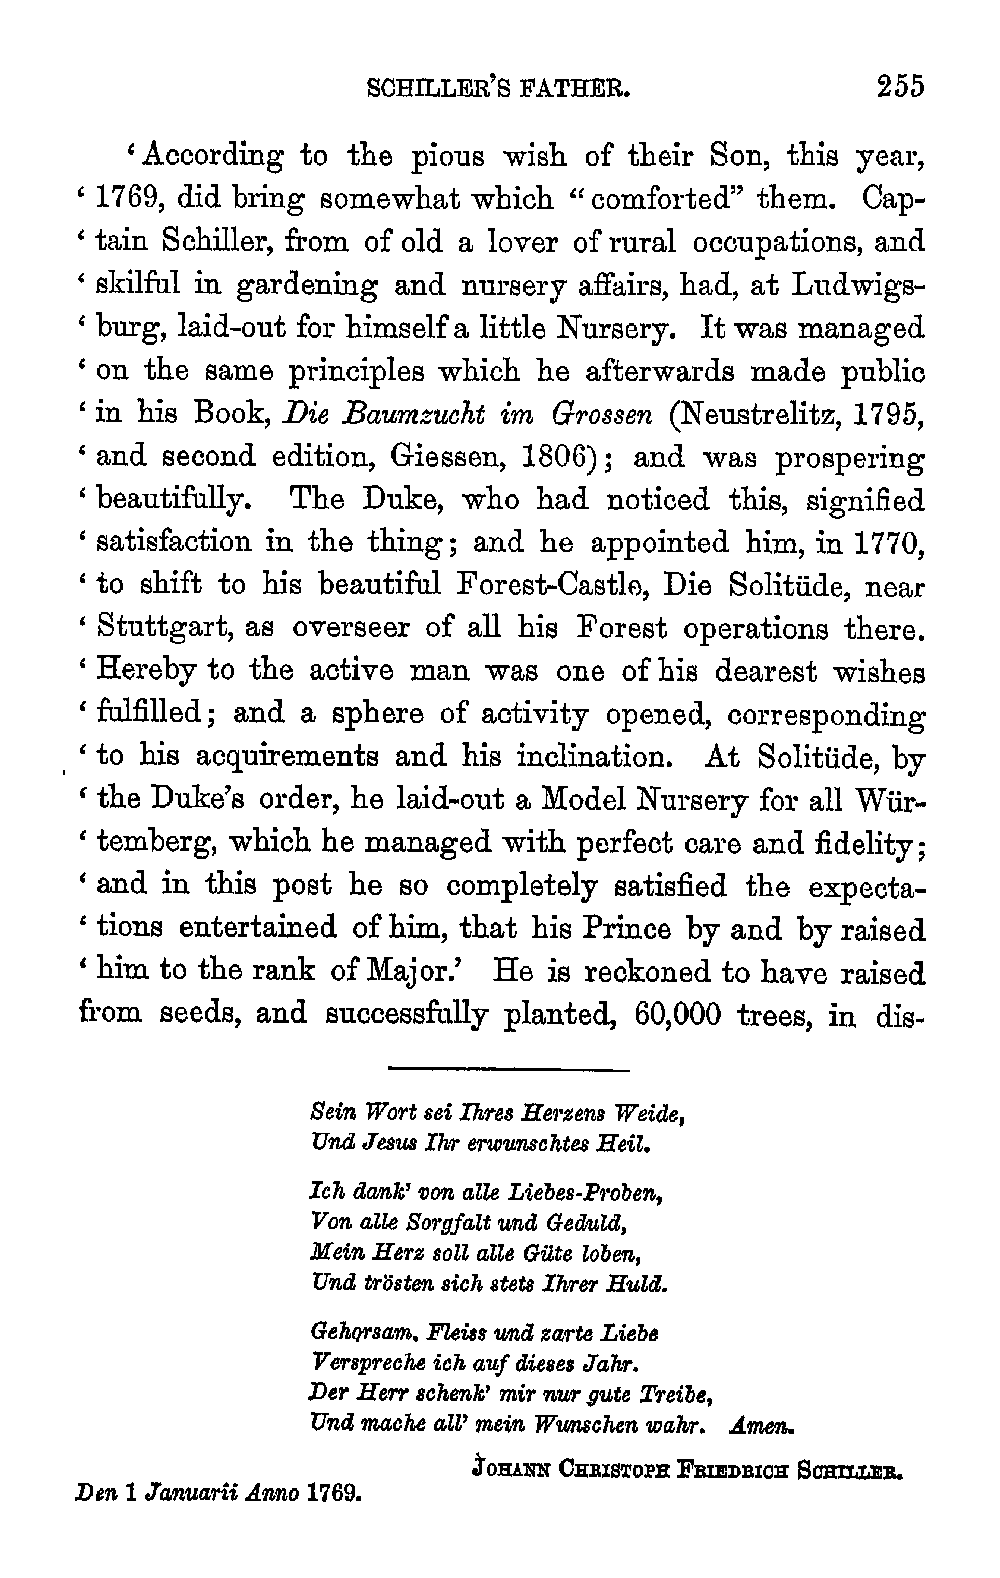 SCHILLER'S FATHER. 255
‘According to the pious wish of their Son, this year,
‘1769, did bring somewhat which “comforted” them. Cap-
‘tain Schiller, from of old a lover of rural occupations, and
‘skilful in gardening and nursery affairs, had, at Ludwigs-
‘burg, laid-out for himself a little Nursery. It was managed
‘on the same principles which he afterwards made public
‘in his Book, Die Baumzucht im Grossen (Neustrelitz, 1795,
‘and second edition, Giessen, 1806); and was prospering
‘beautifully. The Duke, who had noticed this, signified
‘satisfaction in the thing; and he appointed him, in 1770,
‘to shift to his beautiful Forest-Castle, Die Solitüde, near
‘Stuttgart, as overseer of all his Forest operations there.
‘Hereby to the active man was one of his dearest wishes
‘fulfilled; and a sphere of activity opened, corresponding
‘to his acquirements and his inclination. At Solitüde, by
‘the Duke's order, he laid-out a Model Nursery for all Wür-
‘temberg, which he managed with perfect care and fidelity;
‘and in this post he so completely satisfied the expecta-
‘tions entertained of him, that his Prince by and by raised
‘him to the rank of Major.’ He is reckoned to have raised
from seeds, and successfully planted, 60,000 trees, in dis-
Sein Wort sei Ihres Herzens Weide,
Und Jesus Ihr erwunschtes Heil.
Ich dank' von alle Liebes-Proben,
Von alle Sorgfalt und Geduld,
Mein Herz soll alle Güte loben,
Und trösten sich stets Ihrer Huld.
Gehorsam, Fleiss und zarte Liebe
Verspreche ich auf dieses Jahr.
Der Herr schenk' mir nur gute Treibe,
Und mache all' mein Wunschen wahr. Amen.
JOHANN CHRISTOPH FRIEDRICH SCHILLER.
Den 1 Januarii Anno 1769.